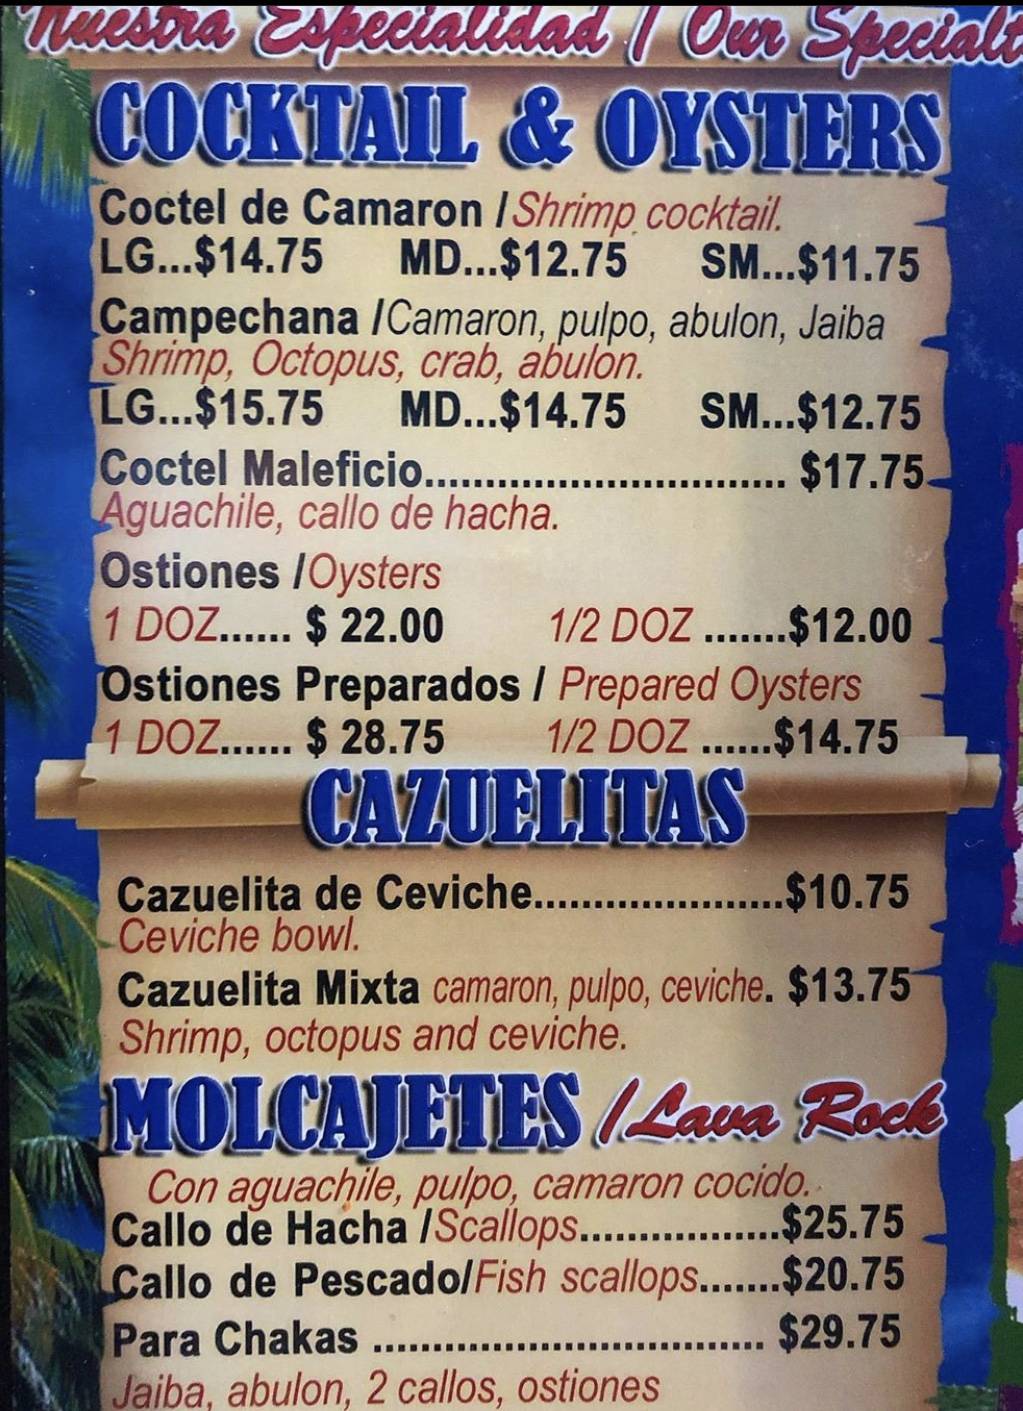 Nuestra Especialidad / Our Specialt
COCKTAIL & OYSTERS
Coctel de Camaron / Shrimp cocktail.
LG...$14.75 MD...$12.75 SM...$11.75
Campechana / Camaron, pulpo, abulon, Jaiba
Shrimp, Octopus, crab, abulon.
LG...$15.75 MD...$14.75 SM...$12.75
Coctel Maleficio.............................. $17.75
Aguachile, callo de hacha.
Ostiones / Oysters
1 DOZ...... $ 22.00 1/2 DOZ .......$12.00
Ostiones Preparados / Prepared Oysters
1 DOZ...... $ 28.75 1/2 DOZ ......$14.75
CAZUELITAS
Cazuelita de Ceviche.....................$10.75
Ceviche bowl.
Cazuelita Mixta camaron, pulpo, ceviche. $13.75
Shrimp, octopus and ceviche.
MOLCAJETES / Lava Rock
Con aguachile, pulpo, camaron cocido.
Callo de Hacha / Scallops.................$25.75
Callo de Pescado/Fish scallops.......$20.75
Para Chakas ................................. $29.75
Jaiba, abulon, 2 callos, ostiones